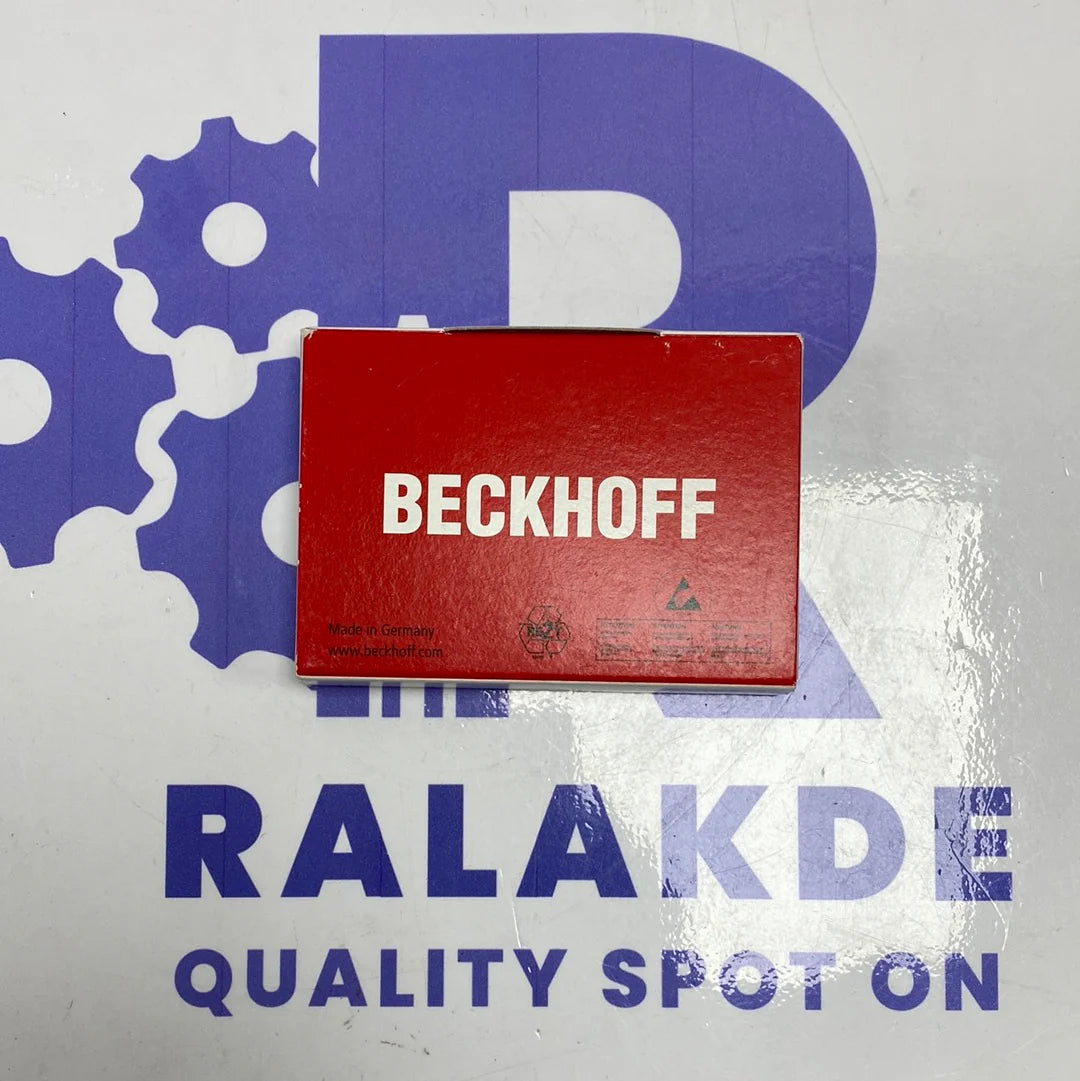 BECKHOFF
Made in Germany
www.beckhoff.com
RALAKDE
QUALITY SPOT ON